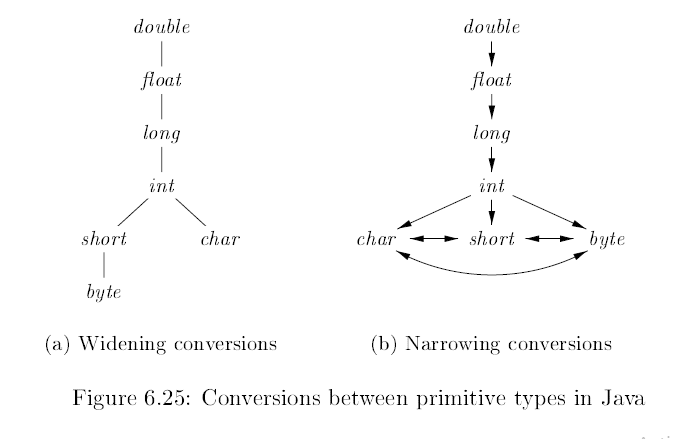 double double
float float
long long
int int
short char char short byte
byte
(a) Widening conversions (b) Narrowing conversions
Figure 6.25: Conversions between primitive types in Java